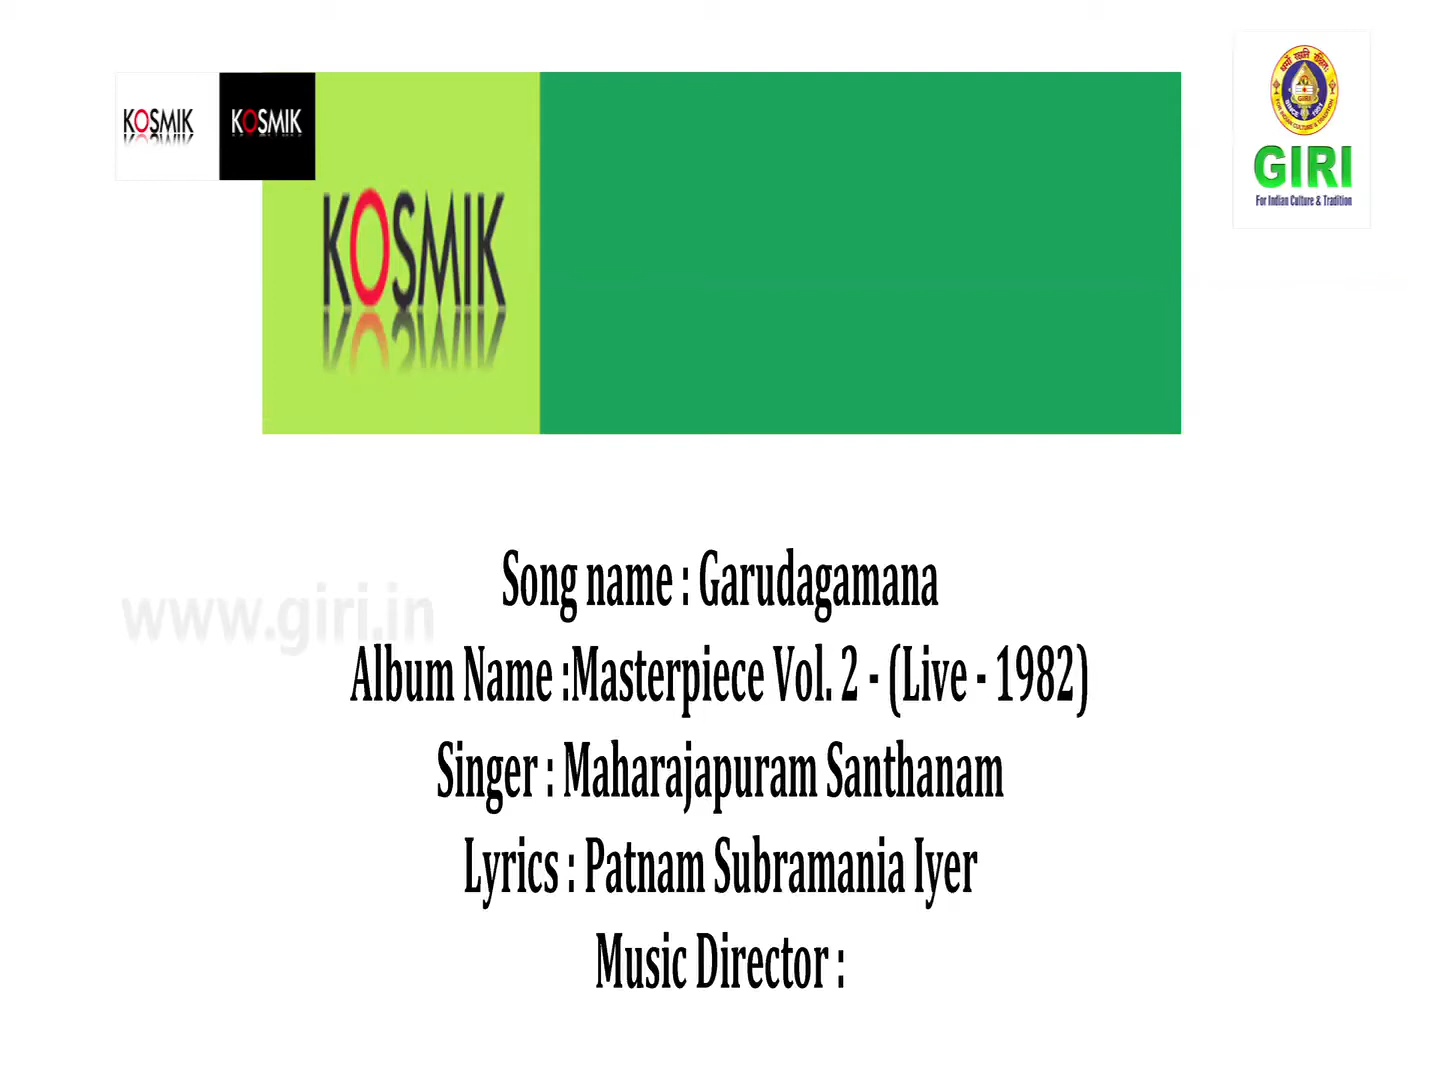 KOSMIK KOSMIK
KOSMIK
GIRI
For Indian Culture & Tradition
www.giri.in
Song name : Garudagamana
Album Name :Masterpiece Vol. 2 - (Live - 1982)
Singer : Maharajapuram Santhanam
Lyrics : Patnam Subramania Iyer
Music Director :